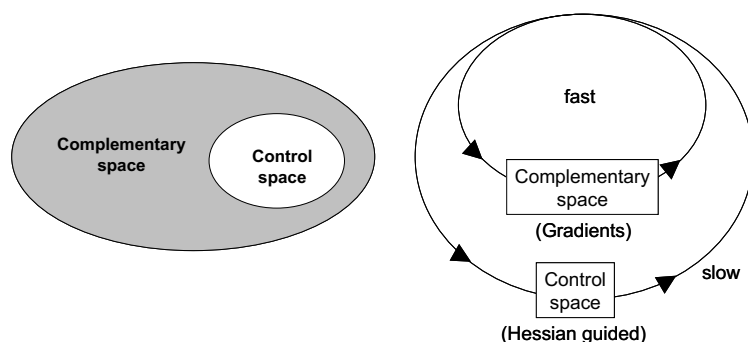 Complementary
space
Control
space
fast
Complementary
space
(Gradients)
slow
Control
space
(Hessian guided)